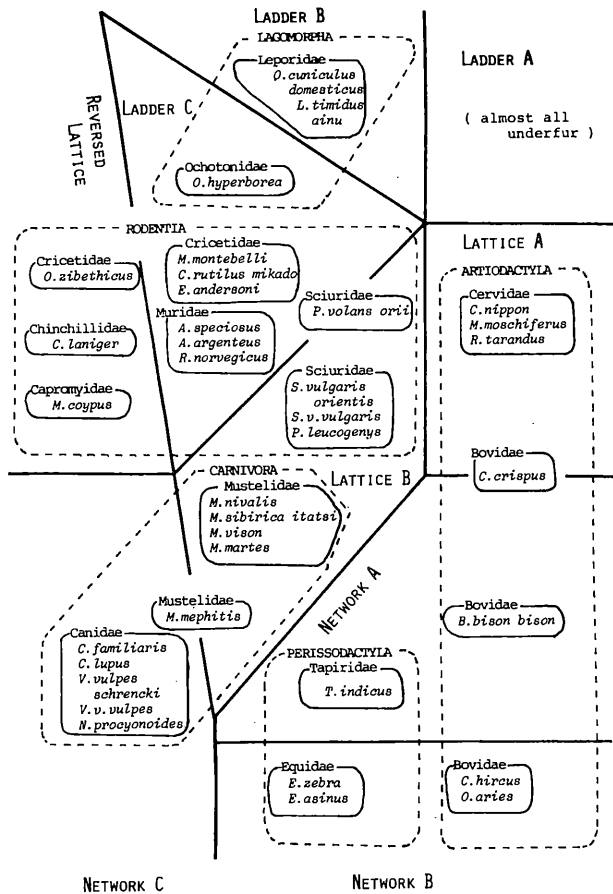 LADDER B
LAGOMORPHA
Leporidae
O.cuniculus
domesticus
L.timidus
ainu
LADDER A
( almost all
underfur )
LADDER C
REVERSED
LATTICE
Ochotonidae
O.hyperborea
RODENTIA
Cricetidae
O.zibethicus
Cricetidae
M.montebelli
C.rutilus mikado
E.andersoni
Muridae
A.speciosus
A.argenteus
R.norvegicus
Sciuridae
P.volans orii
Chinchillidae
C.laniger
Capromyidae
M.coypus
Sciuridae
S.vulgaris
orientis
S.v.vulgaris
P.leucogenys
LATTICE A
ARTIODACTYLA
Cervidae
C.nippon
M.moschiferus
R.tarandus
Bovidae
C.crispus
CARNIVORA
LATTICE B
Mustelidae
M.nivalis
M.sibirica itatsi
M.vison
M.martes
Mustelidae
M.mephitis
NETWORK A
Bovidae
B.bison bison
Canidae
C.familiaris
C.lupus
V.vulpes
schrencki
V.v.vulpes
N.procyonoides
PERISSODACTYLA
Tapiridae
T.indicus
Equidae
E.zebra
E.asinus
Bovidae
C.hircus
O.aries
NETWORK C
NETWORK B